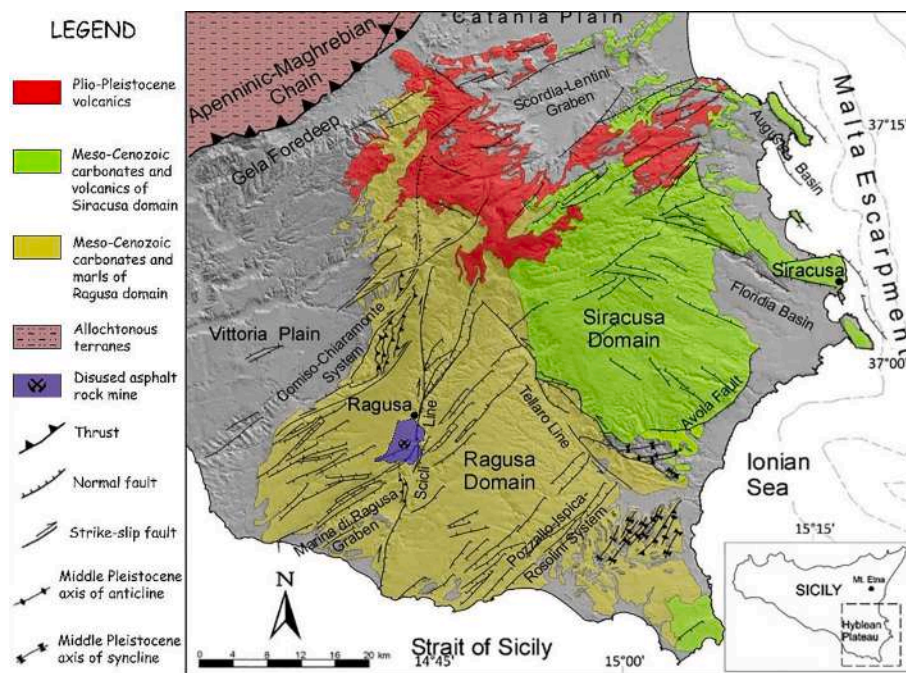 LEGEND
Plio-Pleistocene
volcanics
Meso-Cenozoic
carbonates and
volcanics of
Siracusa domain
Meso-Cenozoic
carbonates and
marls of
Ragusa domain
Allochtonous
terranes
Disused asphalt
rock mine
Thrust
Normal fault
Strike-slip fault
Middle Pleistocene
axis of anticline
Middle Pleistocene
axis of syncline
Catania Plain
Apenninic-Maghrebian
Chain
Gela Foredeep
Scordia-Lentini
Graben
Augusta Basin
Malta Escarpment
37°15'
Siracusa
Floridia Basin
Siracusa
Domain
Vittoria Plain
Comiso-Chiaramonte
System
37°00'
Avola Fault
Tellaro Line
Ragusa
Scicli Line
Ragusa
Domain
Ionian
Sea
Marina di Ragusa
Graben
Pozzallo-Ispica-
Rosolini System
15°15'
N
SICILY
Mt. Etna
Hyblean
Plateau
Strait of Sicily
0 5 10 20 km
14°45'
15°00'